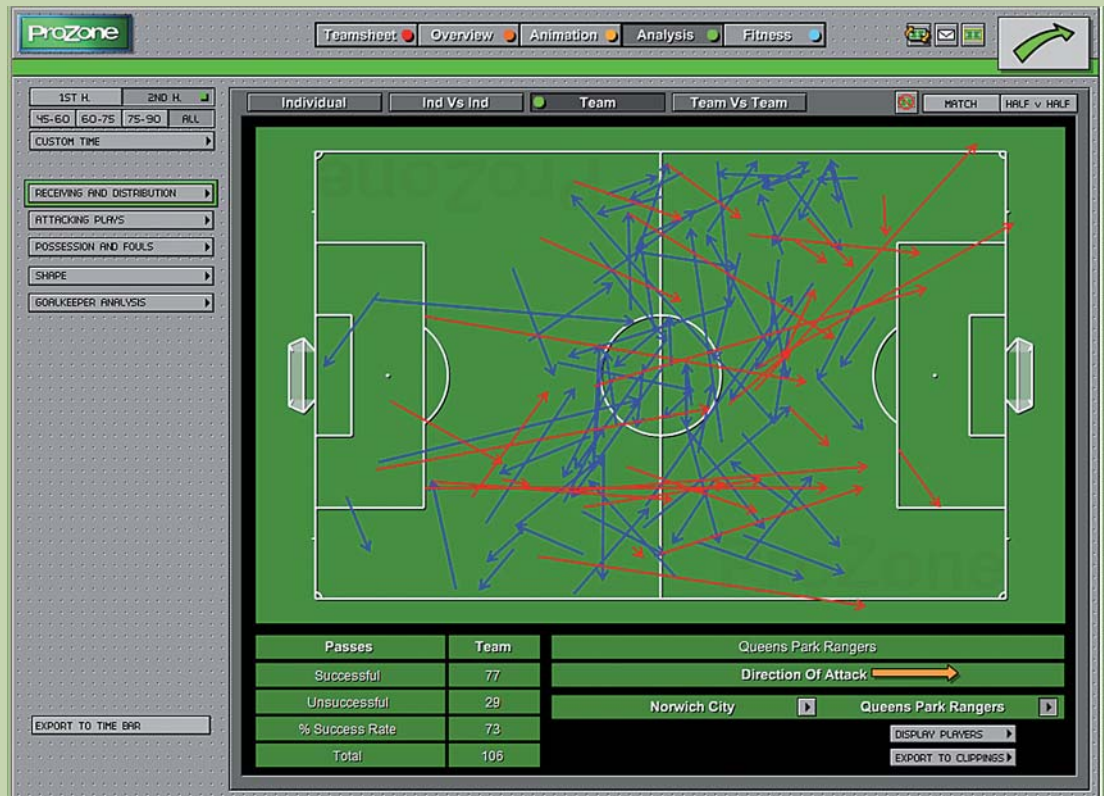 ProZone
Teamsheet Overview Animation Analysis Fitness
1ST H. 2ND H.
45-60 60-75 75-90 ALL
CUSTOM TIME
RECEIVING AND DISTRIBUTION
ATTACKING PLAYS
POSSESSION AND FOULS
SHAPE
GOALKEEPER ANALYSIS
EXPORT TO TIME BAR
Individual Ind Vs Ind Team Team Vs Team
MATCH HALF v HALF
ProZone
ProZone
Passes Team
Successful 77
Unsuccessful 29
% Success Rate 73
Total 106
Queens Park Rangers
Direction Of Attack
Norwich City Queens Park Rangers
DISPLAY PLAYERS
EXPORT TO CLIPPINGS